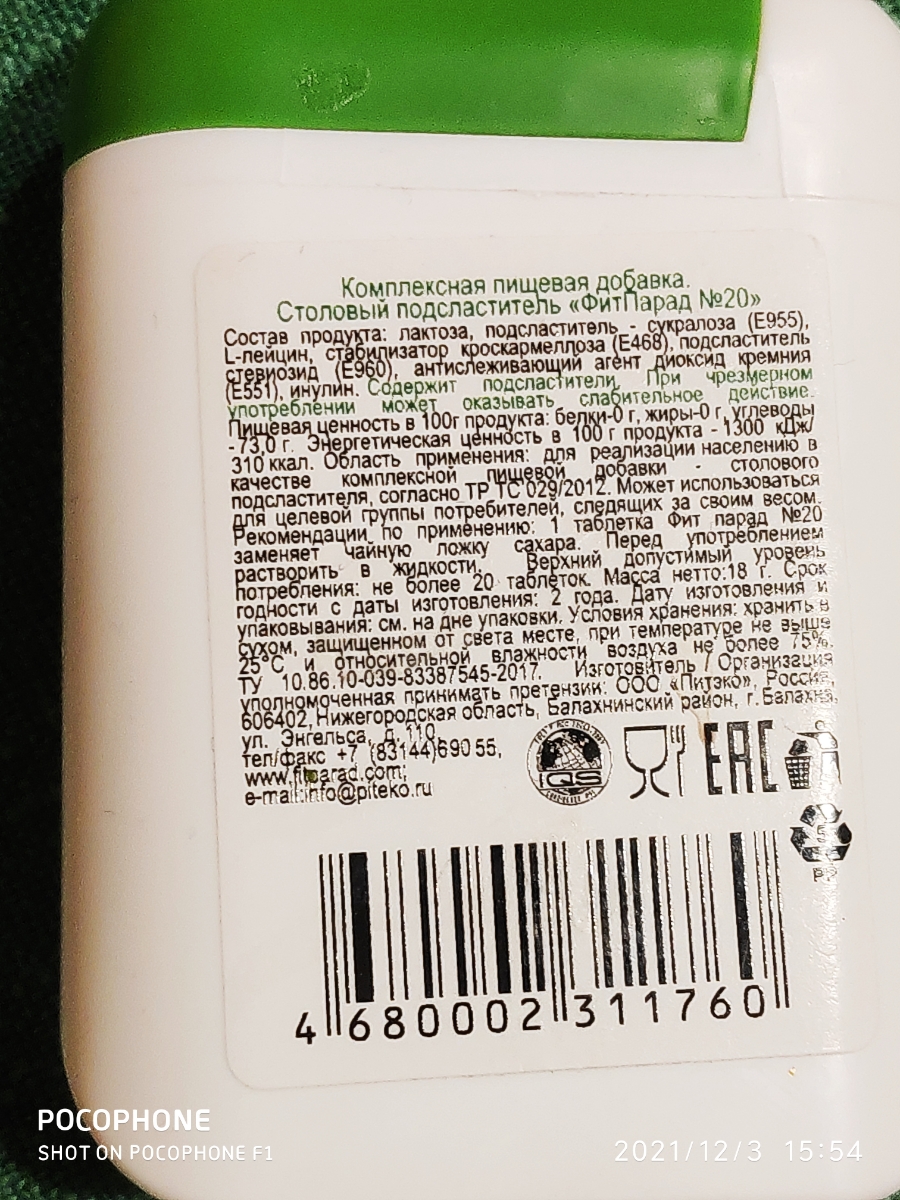 Комплексная пищевая добавка.
Столовый подсластитель «ФитПарад №20»
Состав продукта: лактоза, подсластитель - сукралоза (Е955),
L-лейцин, стабилизатор кроскармеллоза (Е468), подсластитель
стевиозид (Е960), антислеживающий агент диоксид кремния
(Е551), инулин. Содержит подсластители. При чрезмерном
употреблении может оказывать слабительное действие.
Пищевая ценность в 100г продукта: белки-0 г, жиры-0 г, углеводы
-73,0 г. Энергетическая ценность в 100 г продукта - 1300 кДж/
310 ккал. Область применения: для реализации населению в
качестве комплексной пищевой добавки - столового
подсластителя, согласно ТР ТС 029/2012. Может использоваться
для целевой группы потребителей, следящих за своим весом.
Рекомендации по применению: 1 таблетка Фит парад №20
заменяет чайную ложку сахара. Перед употреблением
растворить в жидкости. Верхний допустимый уровень
потребления: не более 20 таблеток. Масса нетто:18 г. Срок
годности с даты изготовления: 2 года. Дату изготовления и
упаковывания: см. на дне упаковки. Условия хранения: хранить в
сухом, защищенном от света месте, при температуре не выше
25°С и относительной влажности воздуха не более 75%.
ТУ 10.86.10-039-83387545-2017. Изготовитель / Организация
уполномоченная принимать претензии: ООО «Питэко», Россия,
606402, Нижегородская область, Балахнинский район, г. Балахна,
ул. Энгельса, д.110
тел/факс +7 (83144)690 55,
www.fitparad.com;
e-mail:info@piteko.ru
IQS
EAC
5
PP
4 680002 311760
POCOPHONE
SHOT ON POCOPHONE F1
2021/12/3 15:54